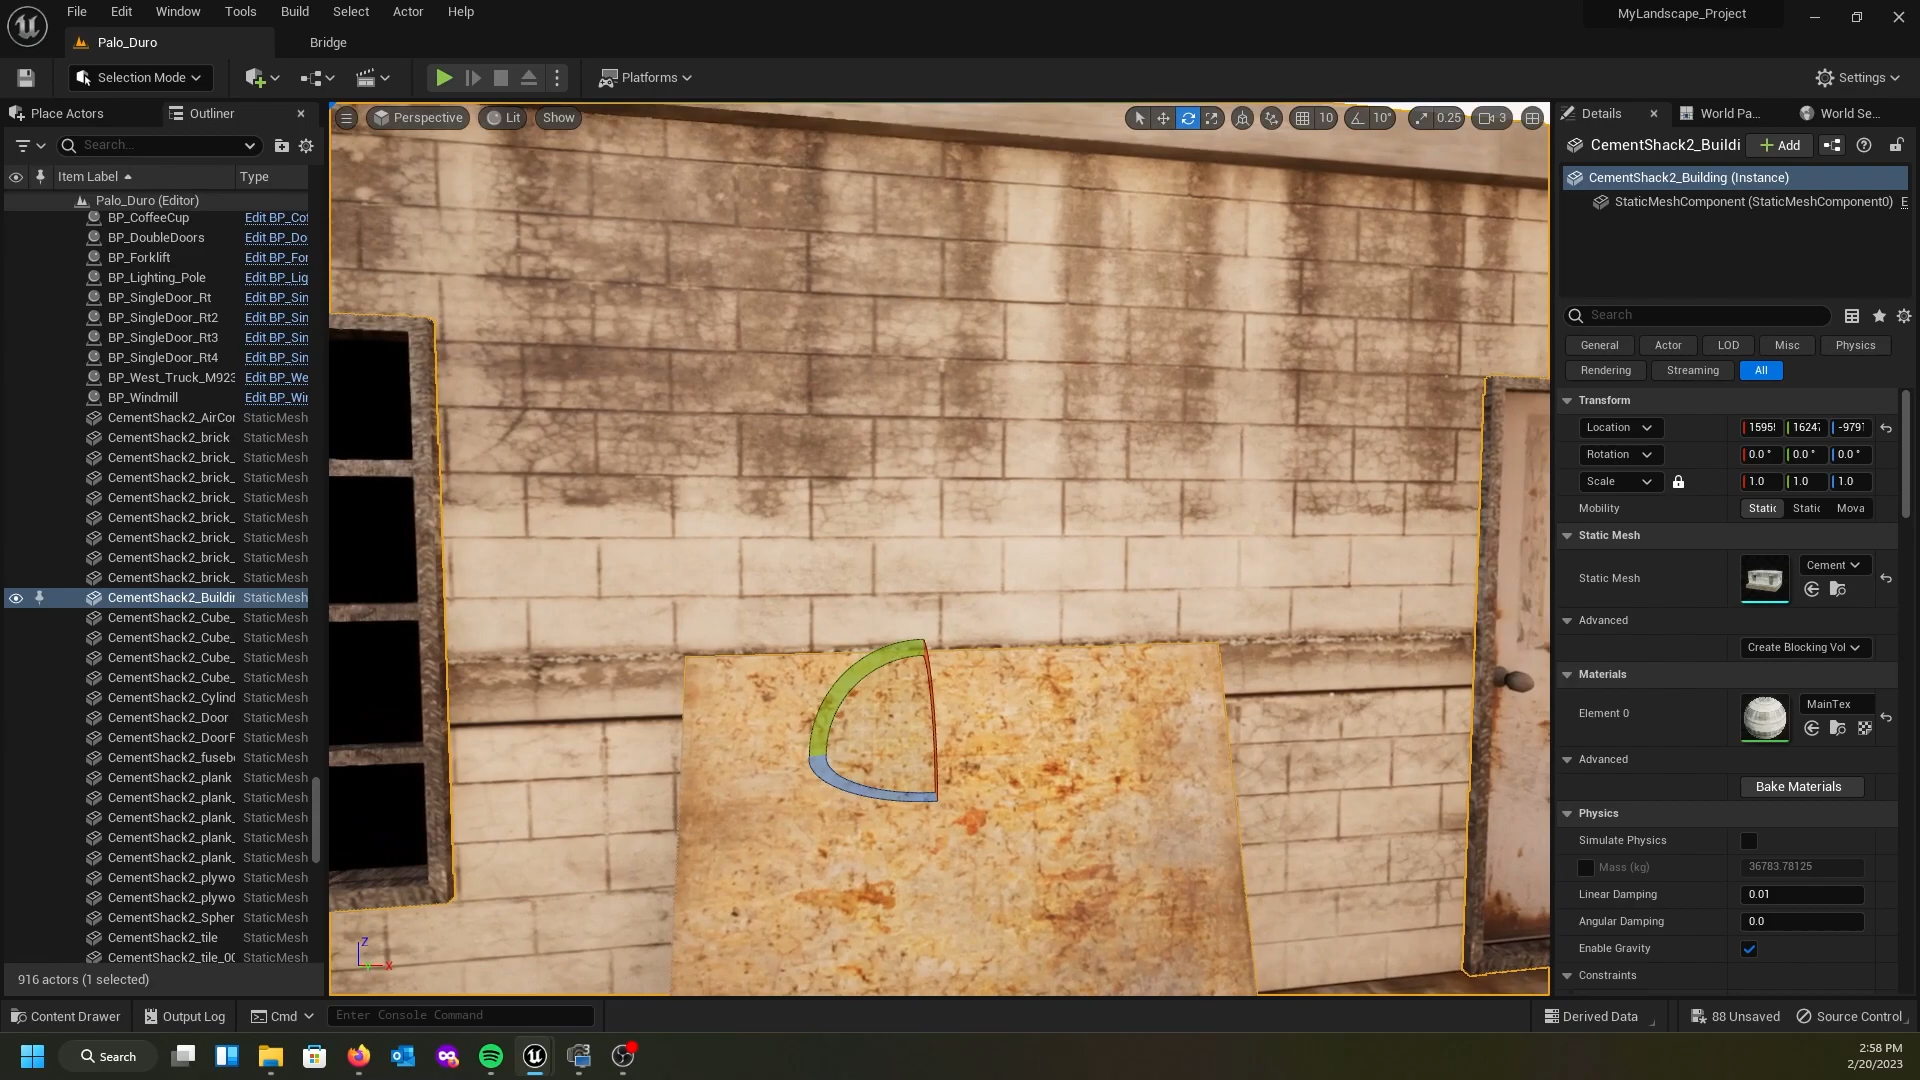 File Edit Window Tools Build Select Actor Help MyLandscape_Project
Palo_Duro Bridge
Selection Mode Platforms Settings
Place Actors Outliner Details World Pa... World Se...
Perspective Lit Show 10 10° 0.25 3
Search... CementShack2_Buildi Add
Item Label Type
CementShack2_Building (Instance)
Palo_Duro (Editor)
StaticMeshComponent (StaticMeshComponent0) E
BP_CoffeeCup Edit BP_Cof
BP_DoubleDoors Edit BP_Do
BP_Forklift Edit BP_For
BP_Lighting_Pole Edit BP_Lig
BP_SingleDoor_Rt Edit BP_Sin
BP_SingleDoor_Rt2 Edit BP_Sin
BP_SingleDoor_Rt3 Edit BP_Sin
BP_SingleDoor_Rt4 Edit BP_Sin
BP_West_Truck_M923 Edit BP_We
BP_Windmill Edit BP_Wir
CementShack2_AirCor StaticMesh
CementShack2_brick StaticMesh
CementShack2_brick_ StaticMesh
CementShack2_brick_ StaticMesh
CementShack2_brick_ StaticMesh
CementShack2_brick_ StaticMesh
CementShack2_brick_ StaticMesh
CementShack2_brick_ StaticMesh
CementShack2_brick_ StaticMesh
CementShack2_Buildir StaticMesh
CementShack2_Cube_ StaticMesh
CementShack2_Cube_ StaticMesh
CementShack2_Cube_ StaticMesh
CementShack2_Cube_ StaticMesh
CementShack2_Cylind StaticMesh
CementShack2_Door StaticMesh
CementShack2_DoorF StaticMesh
CementShack2_fusebo StaticMesh
CementShack2_plank StaticMesh
CementShack2_plank_ StaticMesh
CementShack2_plank_ StaticMesh
CementShack2_plank_ StaticMesh
CementShack2_plank_ StaticMesh
CementShack2_plywo StaticMesh
CementShack2_plywo StaticMesh
CementShack2_Spher StaticMesh
CementShack2_tile StaticMesh
CementShack2_tile_00 StaticMesh
916 actors (1 selected)
Z
X
Search
General Actor LOD Misc Physics
Rendering Streaming All
Transform
Location 1595 1624 -979
Rotation 0.0 ° 0.0 ° 0.0 °
Scale 1.0 1.0 1.0
Mobility Static Static Mova
Static Mesh
Static Mesh Cement
Advanced
Create Blocking Vol
Materials
Element 0 MainTex
Advanced
Bake Materials
Physics
Simulate Physics
Mass (kg) 36783.78125
Linear Damping 0.01
Angular Damping 0.0
Enable Gravity
Constraints
Content Drawer Output Log Cmd Enter Console Command Derived Data 88 Unsaved Source Control
Search
2:58 PM
2/20/2023